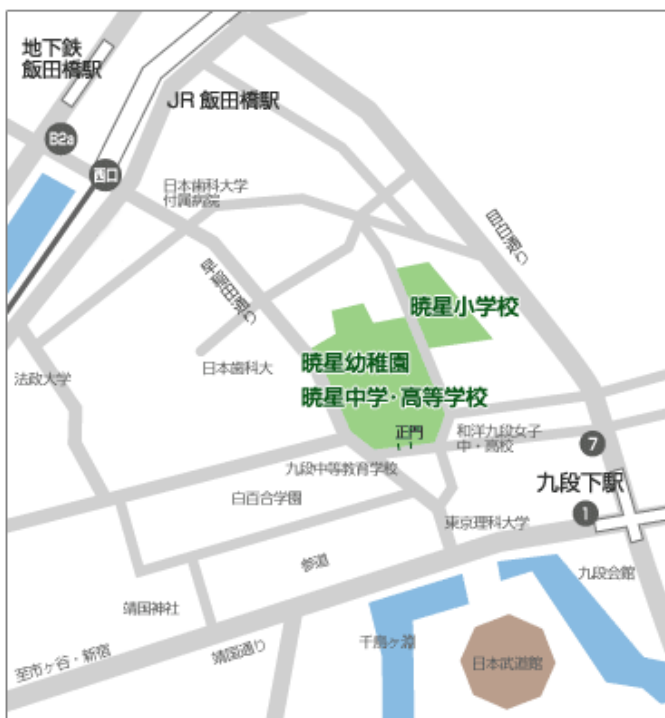 地下鉄
飯田橋駅
JR 飯田橋駅
B2a
西口
日本歯科大学
付属病院
目白通り
早稲田通り
暁星小学校
暁星幼稚園
暁星中学・高等学校
日本歯科大
法政大学
正門
和洋九段女子
中・高校
7
九段中等教育学校
九段下駅
白百合学園
1
東京理科大学
参道
九段会館
靖国神社
千鳥ヶ淵
靖国通り
日本武道館
至市ヶ谷・新宿